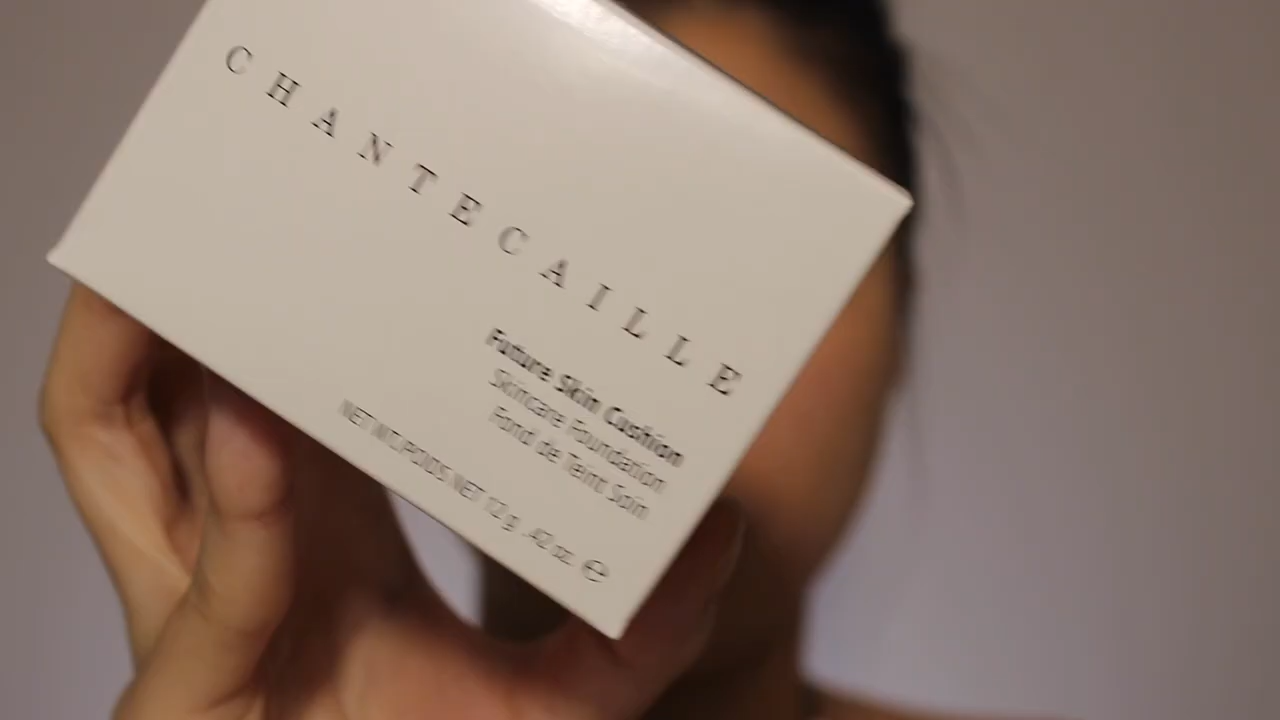 CHANTECAILLE
Future Skin Cushion
Skincare Foundation
Fond de Teint Soin
NET WT./POIDS NET 12 g .42 oz. ℮